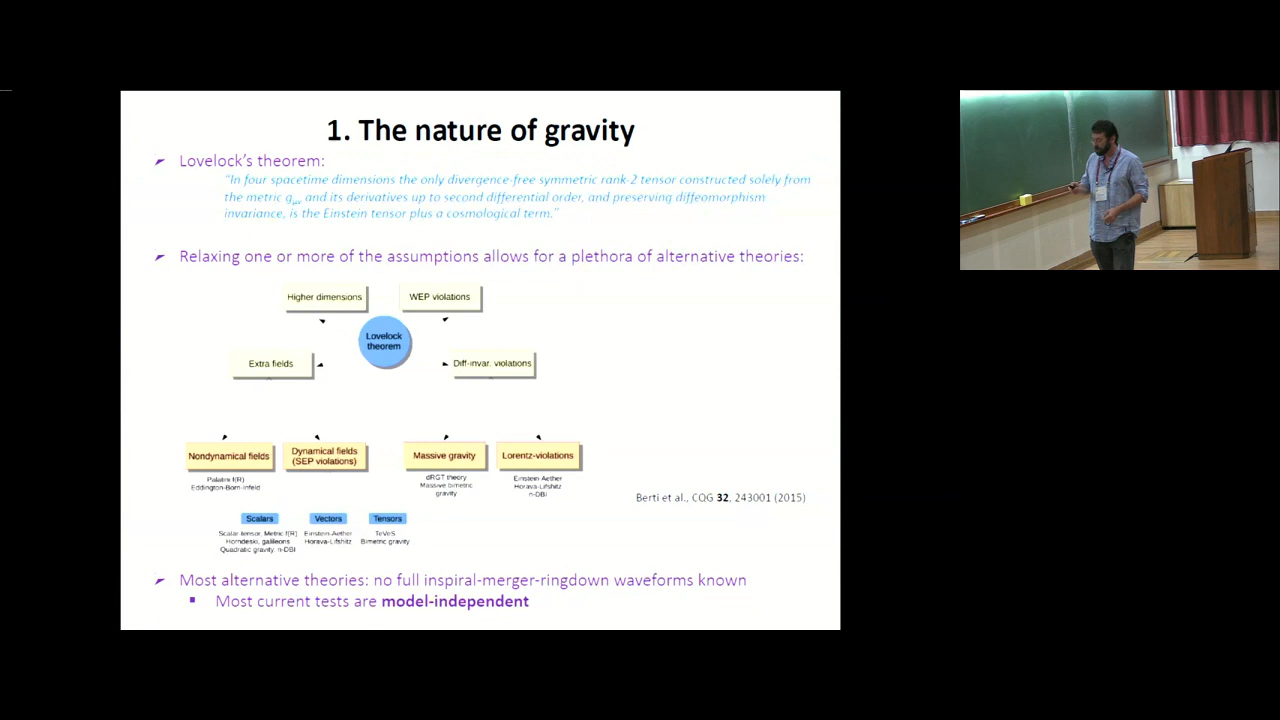 1. The nature of gravity
Lovelock’s theorem:
“In four spacetime dimensions the only divergence-free symmetric rank-2 tensor constructed solely from
the metric gμν and its derivatives up to second differential order, and preserving diffeomorphism
invariance, is the Einstein tensor plus a cosmological term.”
Relaxing one or more of the assumptions allows for a plethora of alternative theories:
Higher dimensions
WEP violations
Lovelock
theorem
Extra fields
Diff-invar. violations
Nondynamical fields
Dynamical fields
(SEP violations)
Massive gravity
Lorentz-violations
Palatini f(R)
Eddington-Born-Infeld
dRGT theory
Massive bimetric
gravity
Einstein-Aether
Horava-Lifshitz
n-DBI
Berti et al., CQG 32, 243001 (2015)
Scalars
Vectors
Tensors
Scalar-tensor, Metric f(R)
Horndeski, galileons
Quadratic gravity, n-DBI
Einstein-Aether
Horava-Lifshitz
TeVeS
Bimetric gravity
Most alternative theories: no full inspiral-merger-ringdown waveforms known
Most current tests are model-independent